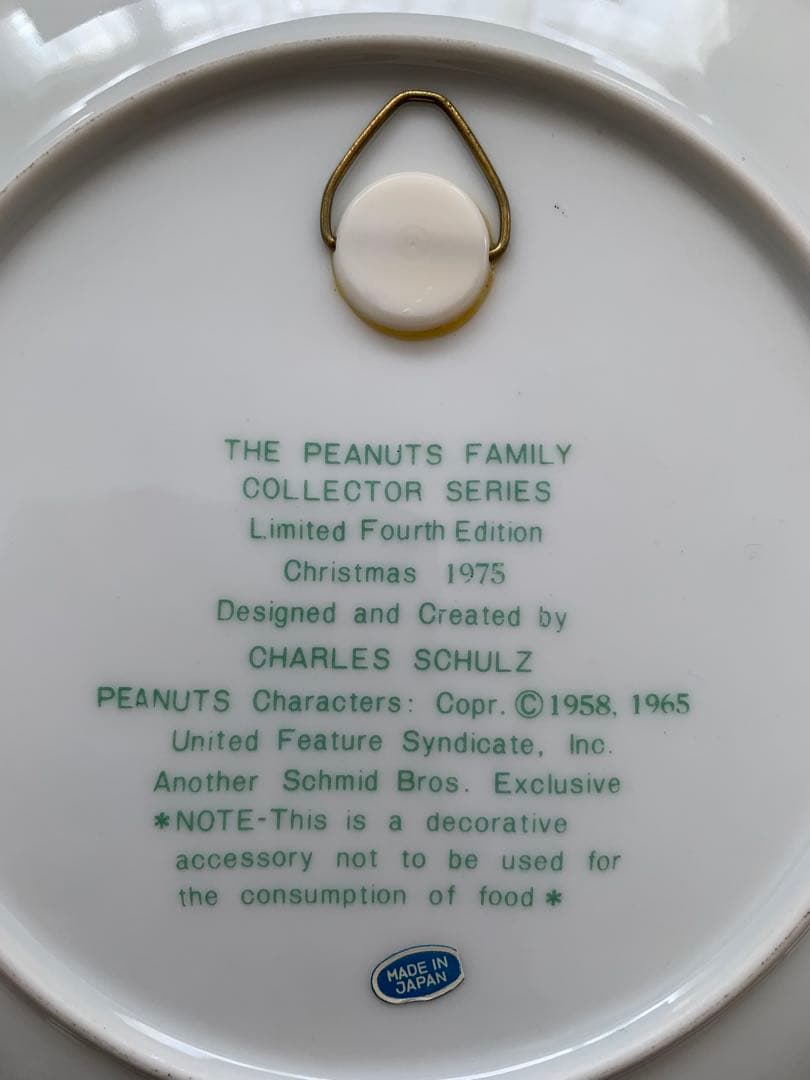 THE PEANUTS FAMILY
COLLECTOR SERIES
Limited Fourth Edition
Christmas 1975
Designed and Created by
CHARLES SCHULZ
PEANUTS Characters: Copr. ©1958, 1965
United Feature Syndicate, Inc.
Another Schmid Bros. Exclusive
*NOTE-This is a decorative
accessory not to be used for
the consumption of food *
MADE IN
JAPAN